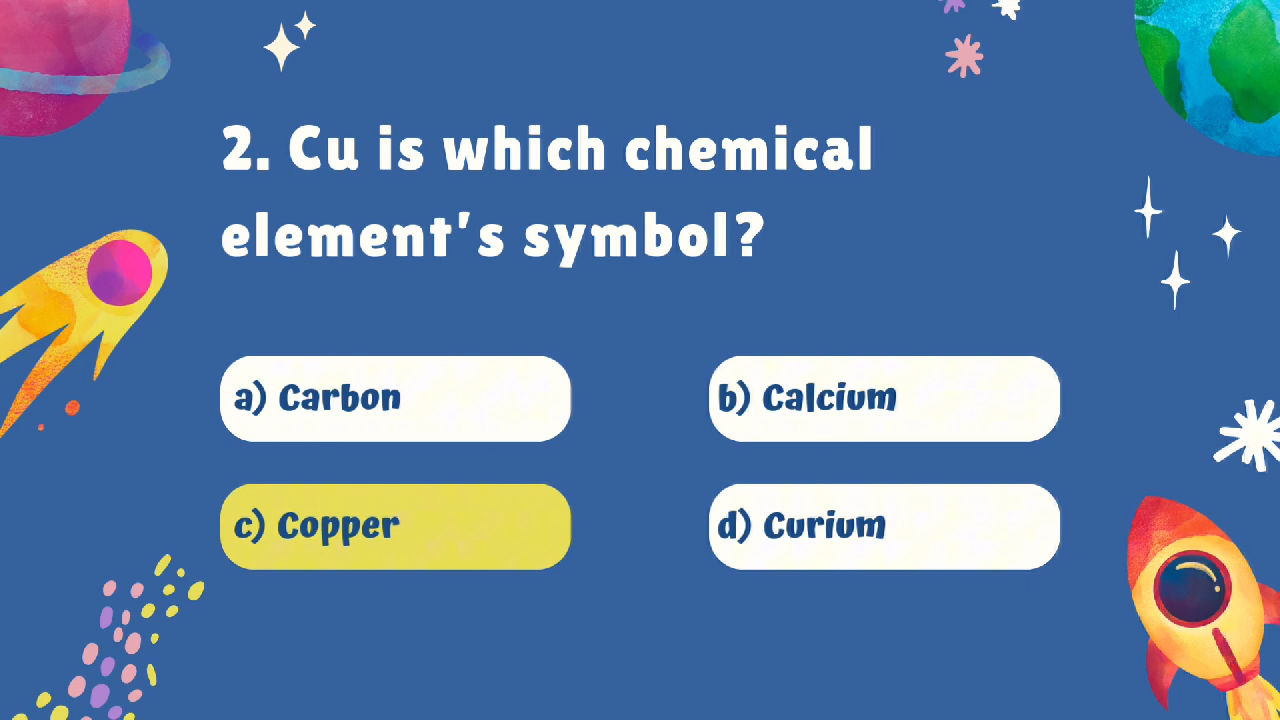 2. Cu is which chemical
element's symbol?
a) Carbon
b) Calcium
c) Copper
d) Curium